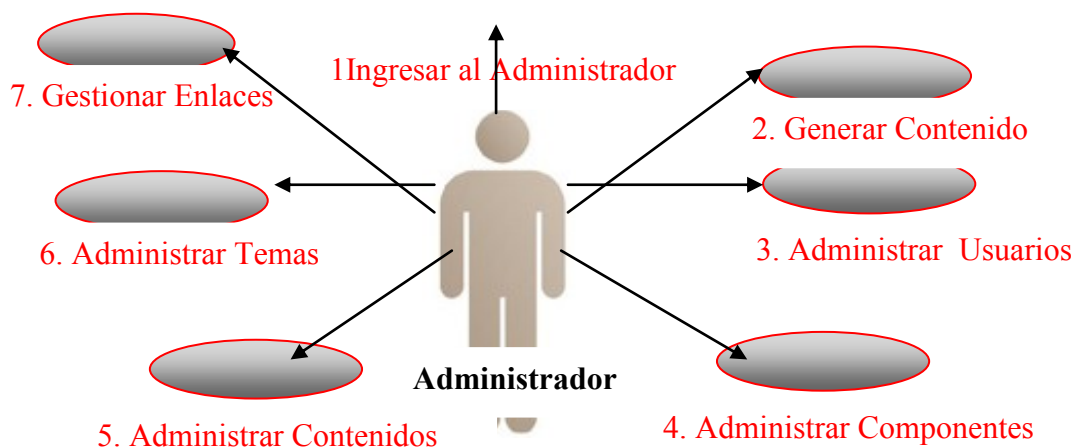 1Ingresar al Administrador
7. Gestionar Enlaces
2. Generar Contenido
6. Administrar Temas
3. Administrar  Usuarios
Administrador
5. Administrar Contenidos
4. Administrar Componentes